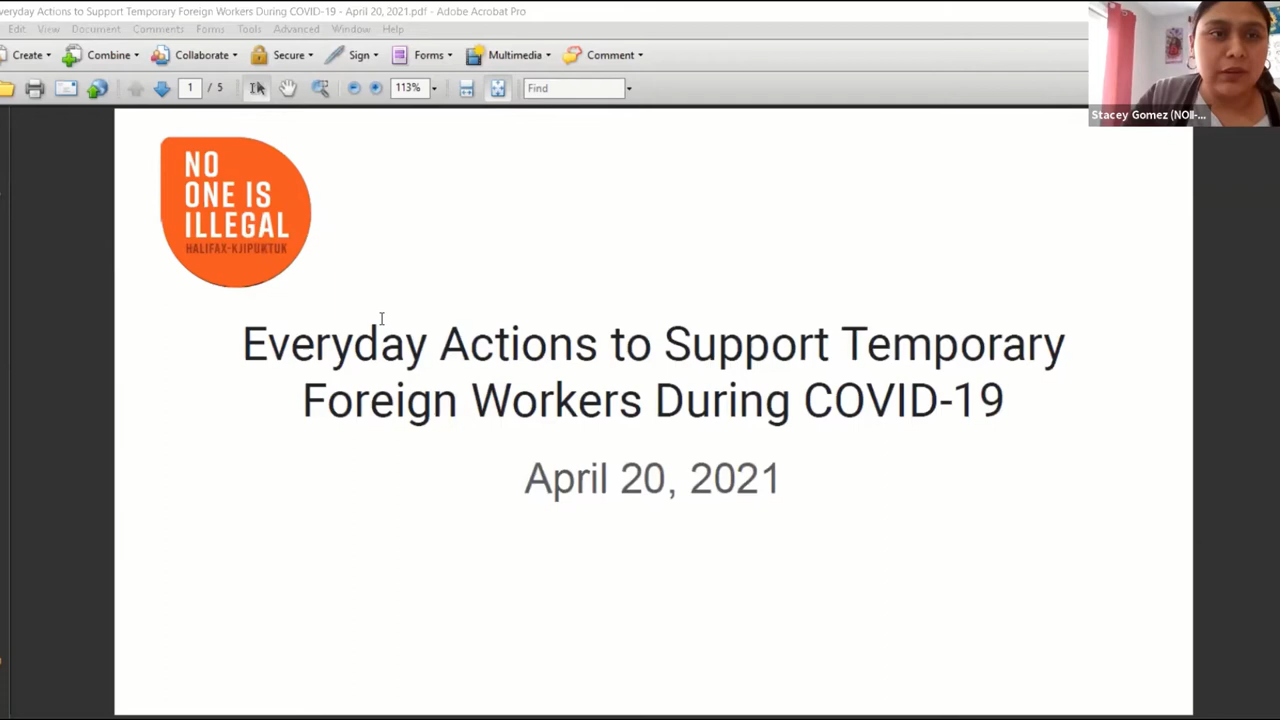 everyday Actions to Support Temporary Foreign Workers During COVID-19 - April 20, 2021.pdf - Adobe Acrobat Pro
Edit View Document Comments Forms Tools Advanced Window Help
Create Combine Collaborate Secure Sign Forms Multimedia Comment
1 / 5 113% Find
Stacey Gomez (NOII-...
NO
ONE IS
ILLEGAL
HALIFAX-KJIPUKTUK
Everyday Actions to Support Temporary
Foreign Workers During COVID-19
April 20, 2021